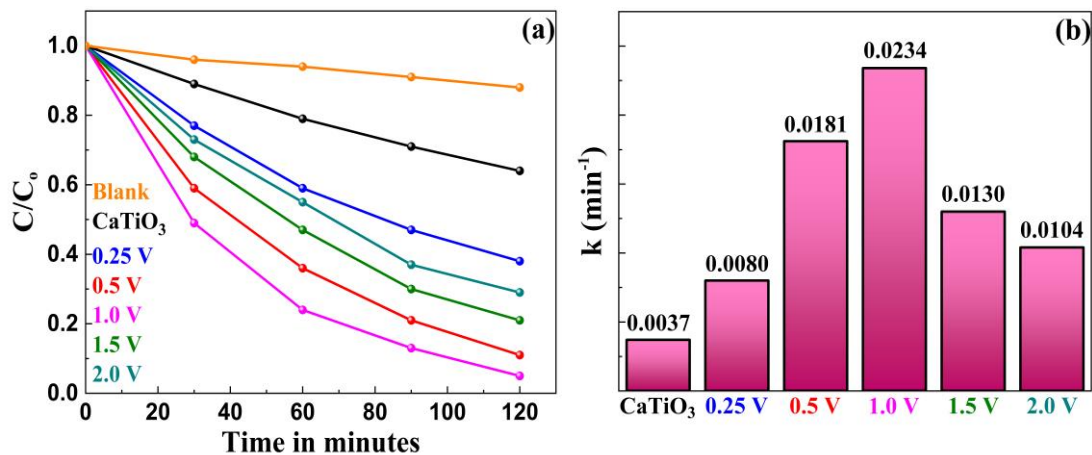 (a)
1.0
0.8
0.6
0.4
0.2
0.0
C/Cₒ
Blank
CaTiO₃
0.25 V
0.5 V
1.0 V
1.5 V
2.0 V
0 20 40 60 80 100 120
Time in minutes
(b)
k (min⁻¹)
0.0037
0.0080
0.0181
0.0234
0.0130
0.0104
CaTiO₃ 0.25 V 0.5 V 1.0 V 1.5 V 2.0 V